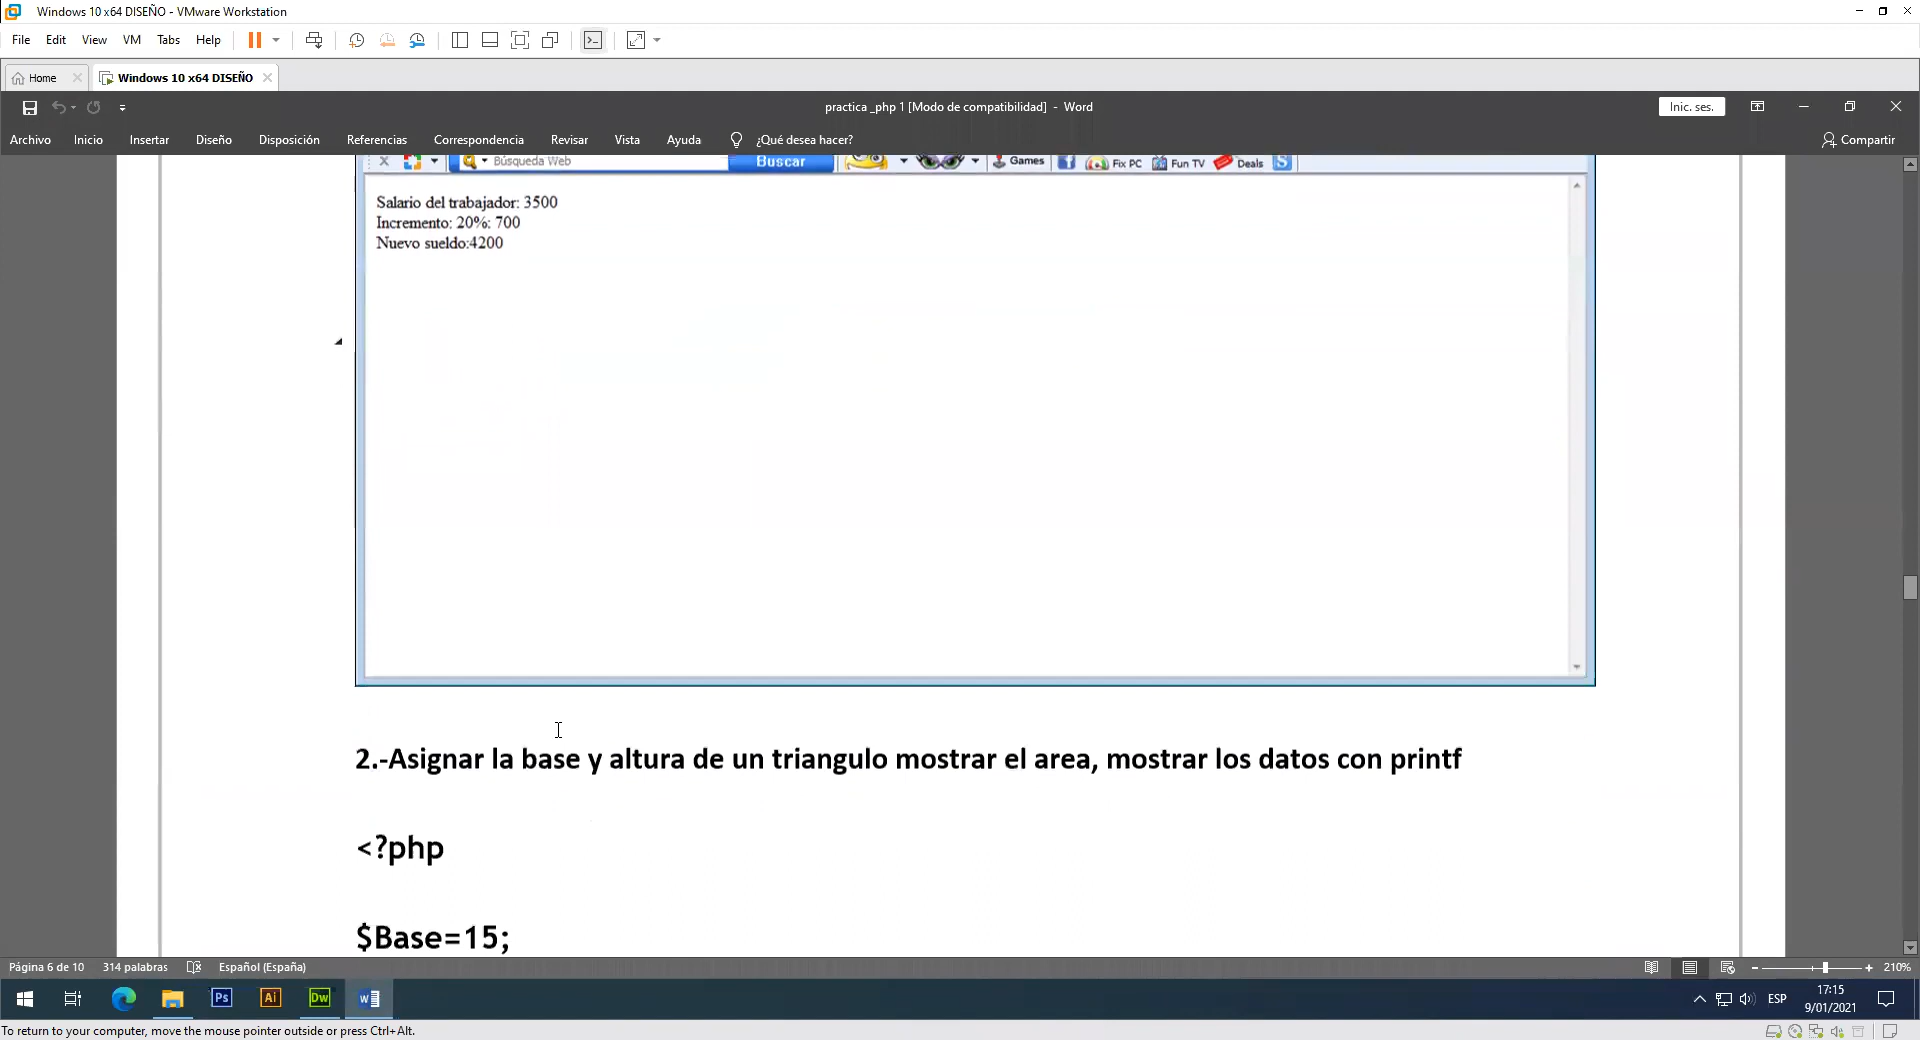 Windows 10 x64 DISEÑO - VMware Workstation
File Edit View VM Tabs Help
Home Windows 10 x64 DISEÑO
practica _php 1 [Modo de compatibilidad] - Word Inic. ses.
Archivo Inicio Insertar Diseño Disposición Referencias Correspondencia Revisar Vista Ayuda ¿Qué desea hacer? Compartir
Búsqueda Web Buscar Games Fix PC Fun TV Deals
Salario del trabajador: 3500
Incremento: 20%: 700
Nuevo sueldo:4200
2.-Asignar la base y altura de un triangulo mostrar el area, mostrar los datos con printf
<?php
$Base=15;
Página 6 de 10 314 palabras Español (España) 210%
Ps Ai Dw W ESP 17:15
9/01/2021
To return to your computer, move the mouse pointer outside or press Ctrl+Alt.